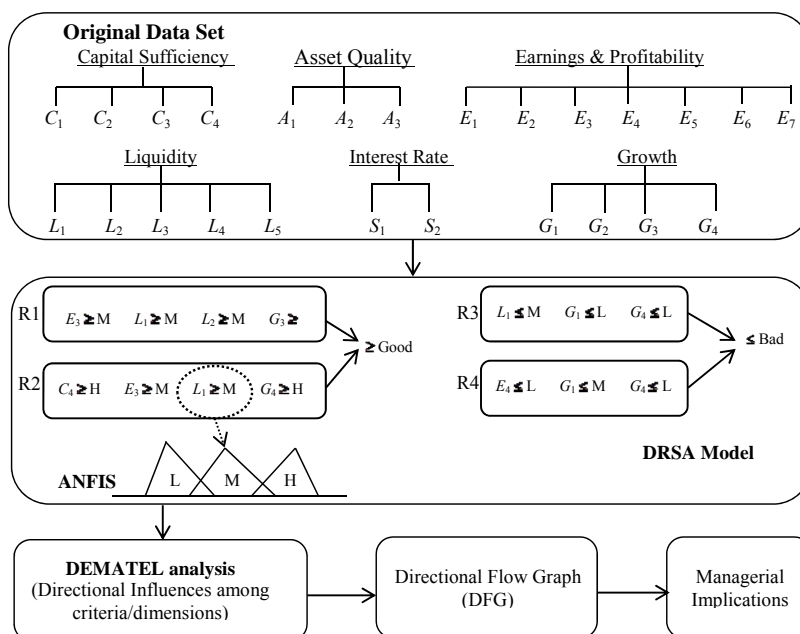 Original Data Set
Capital Sufficiency Asset Quality Earnings & Profitability
C1 C2 C3 C4 A1 A2 A3 E1 E2 E3 E4 E5 E6 E7
Liquidity Interest Rate Growth
L1 L2 L3 L4 L5 S1 S2 G1 G2 G3 G4
R1 E3 ≥ M L1 ≥ M L2 ≥ M G3 ≥
≥ Good
R2 C4 ≥ H E3 ≥ M L1 ≥ M G4 ≥ H
R3 L1 ≤ M G1 ≤ L G4 ≤ L
≤ Bad
R4 E4 ≤ L G1 ≤ M G4 ≤ L
DRSA Model
ANFIS L M H
DEMATEL analysis
(Directional Influences among
criteria/dimensions)
Directional Flow Graph
(DFG)
Managerial
Implications